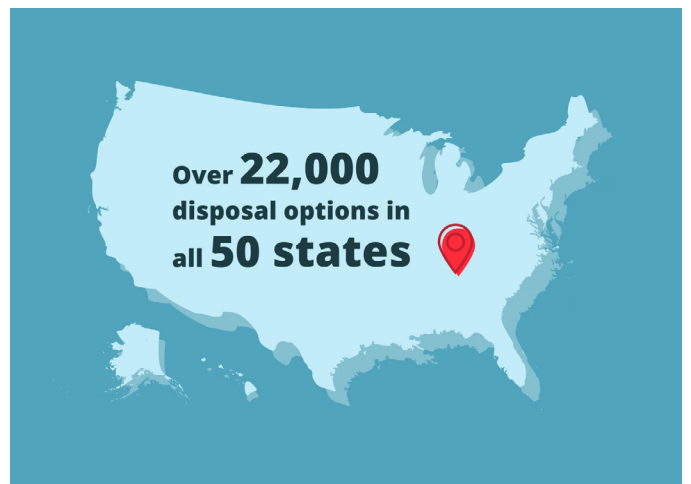 Over 22,000
disposal options in
all 50 states